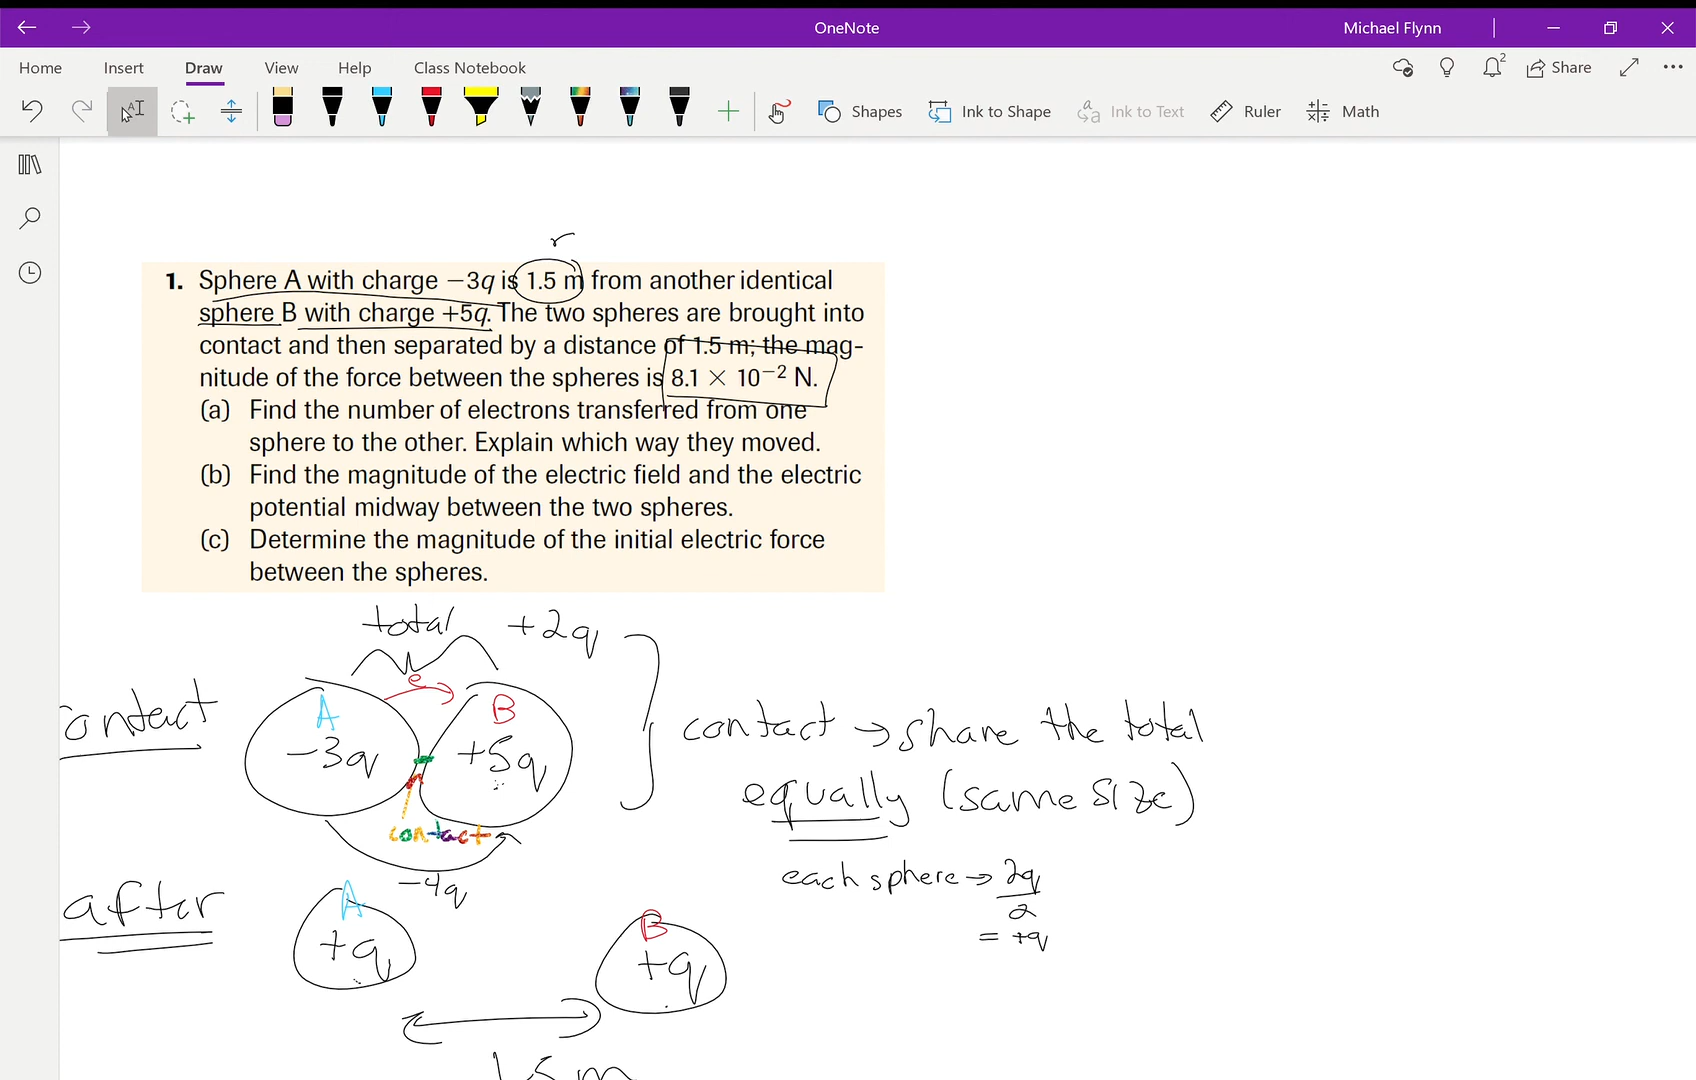 OneNote
Michael Flynn
Home Insert Draw View Help Class Notebook
2
Share
Shapes
Ink to Shape
Ink to Text
Ruler
Math
r
1. Sphere A with charge −3q is 1.5 m from another identical
sphere B with charge +5q. The two spheres are brought into
contact and then separated by a distance of 1.5 m; the mag-
nitude of the force between the spheres is 8.1 × 10⁻² N.
(a) Find the number of electrons transferred from one
sphere to the other. Explain which way they moved.
(b) Find the magnitude of the electric field and the electric
potential midway between the two spheres.
(c) Determine the magnitude of the initial electric force
between the spheres.
total +2q
e
contact
A
−3q
B
+5q
contact
−4q
contact → share the total
equally (same size)
each sphere → 2q
2
= +q
after
A
+q
B
+q
1.5 m